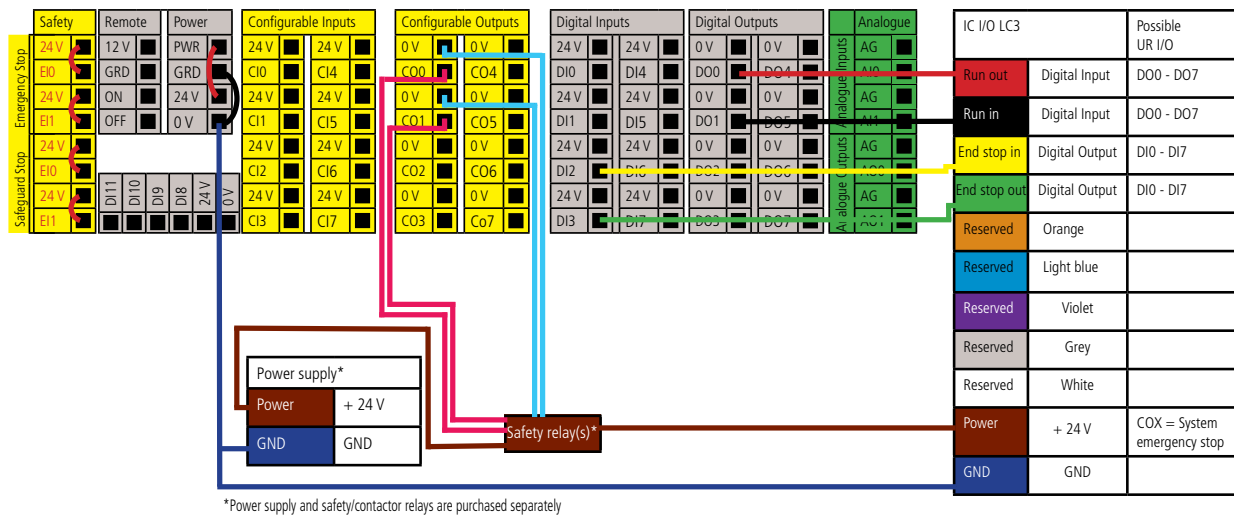 Emergency Stop
Safeguard Stop
Safety
24 V
EI0
24 V
EI1
24 V
EI0
24 V
EI1
Remote
12 V
GRD
ON
OFF
Power
PWR
GRD
24 V
0 V
DI11
DI10
DI9
DI8
24 V
0 V
Configurable Inputs
24 V 24 V
CI0 CI4
24 V 24 V
CI1 CI5
24 V 24 V
CI2 CI6
24 V 24 V
CI3 CI7
Configurable Outputs
0 V 0 V
CO0 CO4
0 V 0 V
CO1 CO5
0 V 0 V
CO2 CO6
0 V 0 V
CO3 Co7
Digital Inputs
24 V 24 V
DI0 DI4
24 V 24 V
DI1 DI5
24 V 24 V
DI2 DI6
24 V 24 V
DI3 DI7
Digital Outputs
0 V 0 V
DO0 DO4
0 V 0 V
DO1 DO5
0 V 0 V
DO2 DO6
0 V 0 V
DO3 DO7
Analogue
Analogue Inputs
Analogue Outputs
AG
AI0
AG
AI1
AG
AO0
AG
AO1
IC I/O LC3 Possible
UR I/O
Run out Digital Input DO0 - DO7
Run in Digital Input DO0 - DO7
End stop in Digital Output DI0 - DI7
End stop out Digital Output DI0 - DI7
Reserved Orange
Reserved Light blue
Reserved Violet
Reserved Grey
Reserved White
Power + 24 V COX = System
emergency stop
GND GND
Power supply*
Power + 24 V
GND GND
Safety relay(s)*
*Power supply and safety/contactor relays are purchased separately